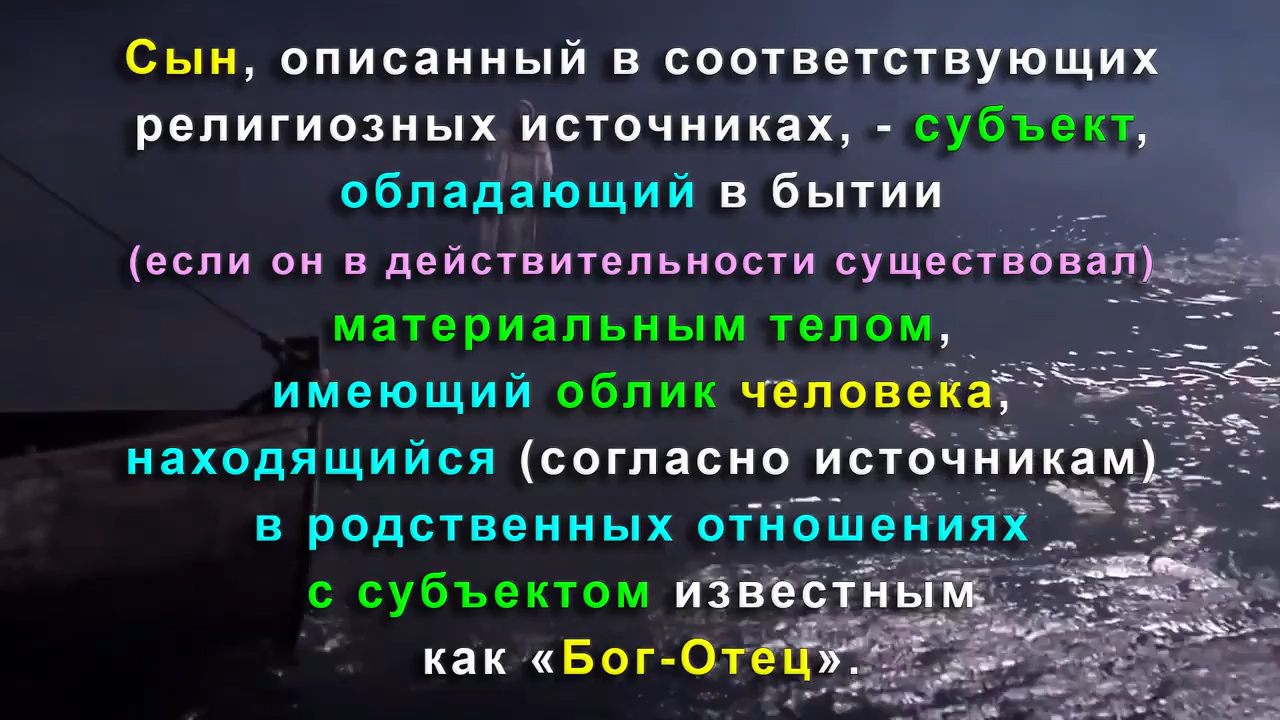 Сын, описанный в соответствующих
религиозных источниках, - субъект,
обладающий в бытии
(если он в действительности существовал)
материальным телом,
имеющий облик человека,
находящийся (согласно источникам)
в родственных отношениях
с субъектом известным
как «Бог-Отец».